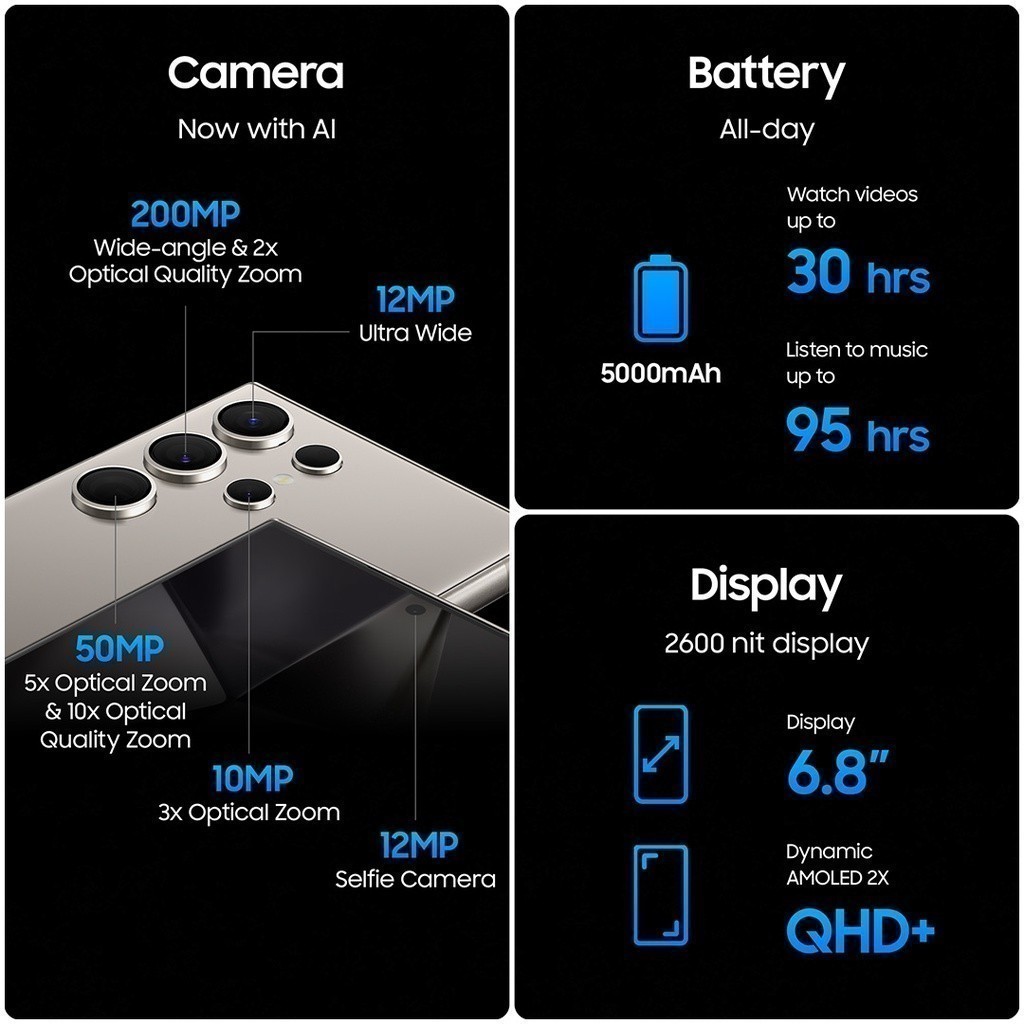 Camera
Now with AI
200MP
Wide-angle & 2x
Optical Quality Zoom
12MP
Ultra Wide
50MP
5x Optical Zoom
& 10x Optical
Quality Zoom
10MP
3x Optical Zoom
12MP
Selfie Camera
Battery
All-day
5000mAh
Watch videos
up to
30 hrs
Listen to music
up to
95 hrs
Display
2600 nit display
Display
6.8”
Dynamic
AMOLED 2X
QHD+